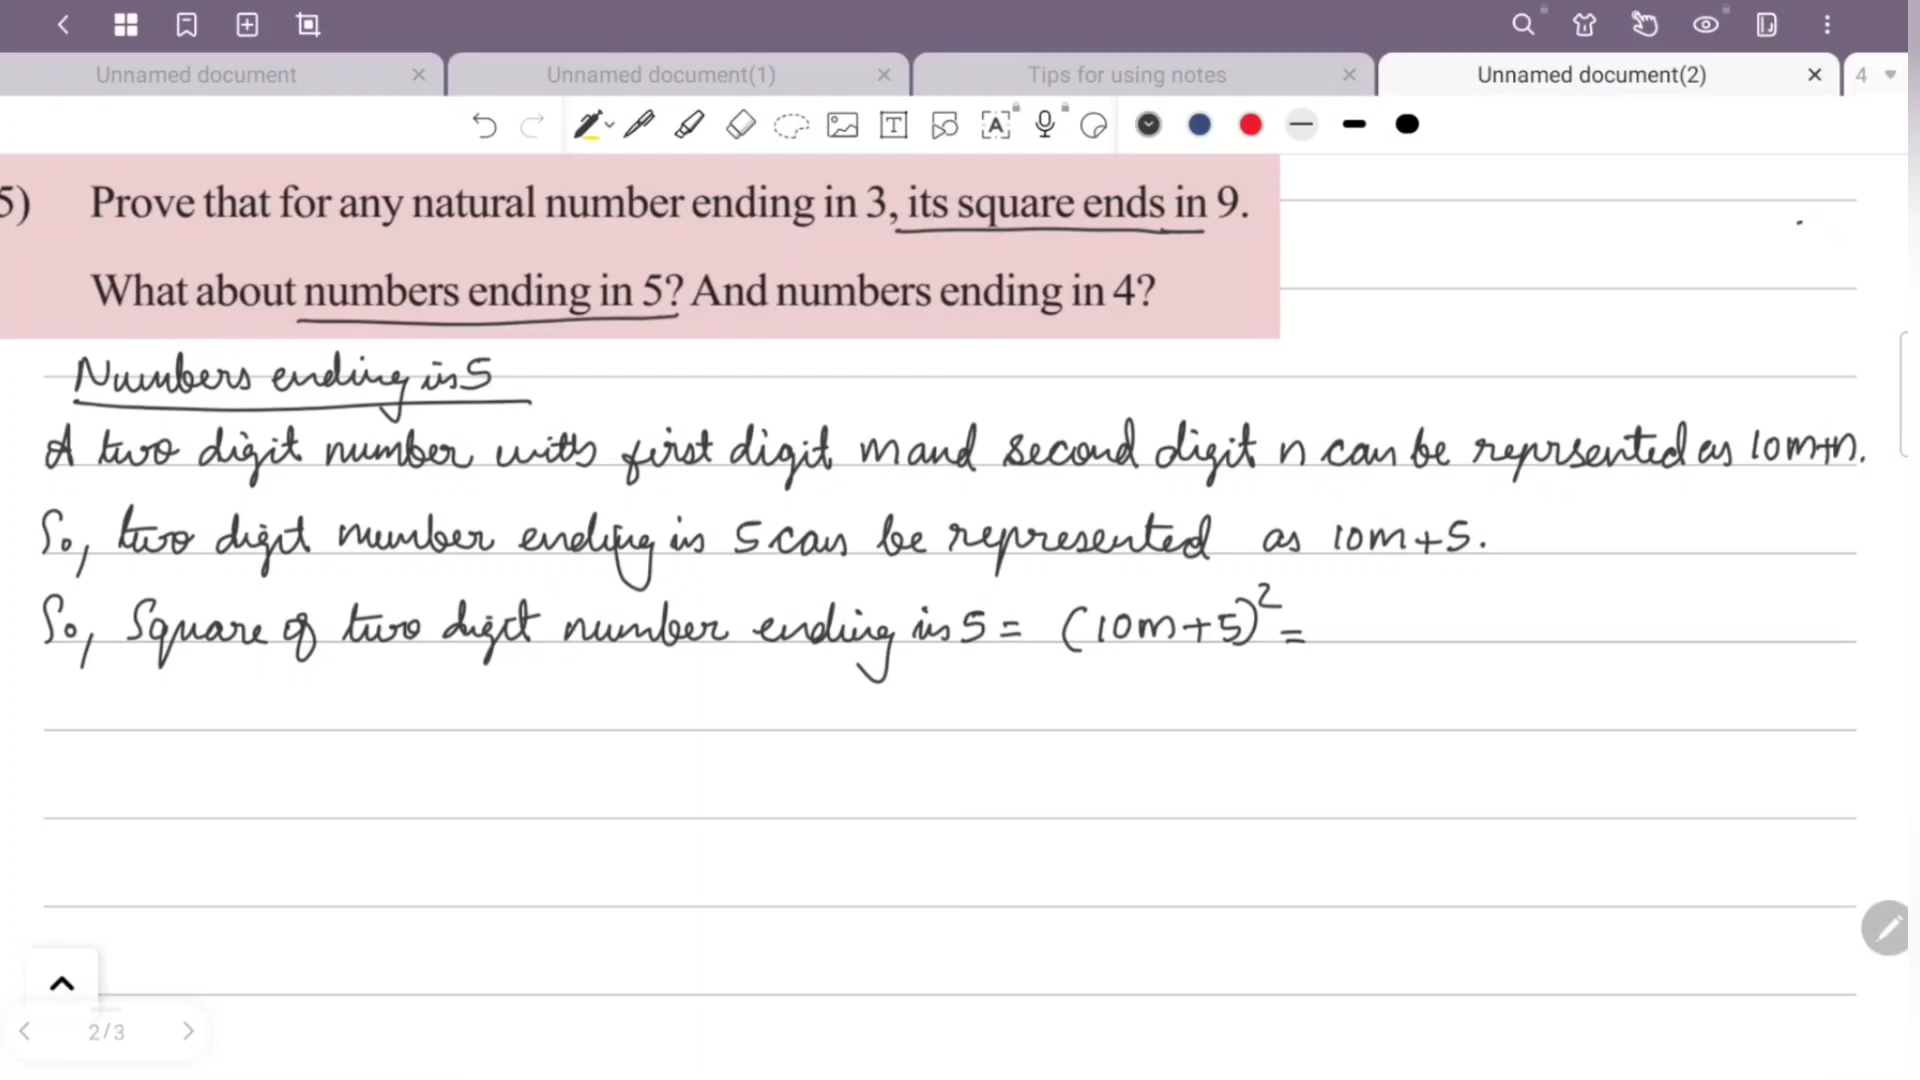 Unnamed document
Unnamed document(1)
Tips for using notes
Unnamed document(2)
4
5) Prove that for any natural number ending in 3, its square ends in 9.
What about numbers ending in 5? And numbers ending in 4?
Numbers ending in 5
A two digit number with first digit m and second digit n can be reprsented as 10m+n.
So, two digit number ending in 5 can be represented as 10m+5.
So, Square of two digit number ending in 5 = (10m+5)² =
2/3